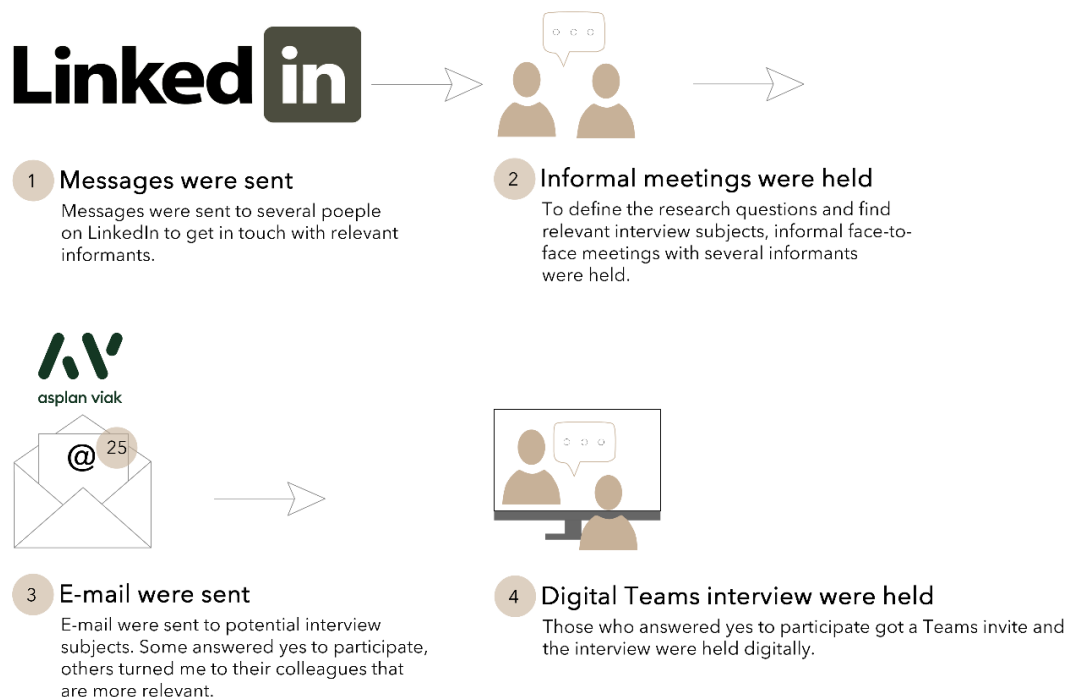 Linked in
1 Messages were sent
Messages were sent to several poeple
on LinkedIn to get in touch with relevant
informants.
2 Informal meetings were held
To define the research questions and find
relevant interview subjects, informal face-to-
face meetings with several informants
were held.
asplan viak
@ 25
3 E-mail were sent
E-mail were sent to potential interview
subjects. Some answered yes to participate,
others turned me to their colleagues that
are more relevant.
4 Digital Teams interview were held
Those who answered yes to participate got a Teams invite and
the interview were held digitally.